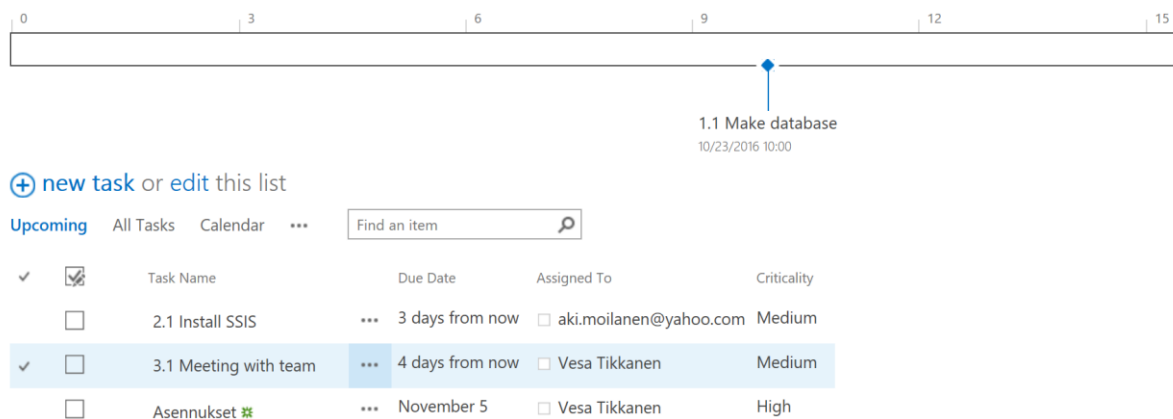 0 3 6 9 12 15
1.1 Make database
10/23/2016 10:00
new task or edit this list
Upcoming All Tasks Calendar ••• Find an item
Task Name Due Date Assigned To Criticality
2.1 Install SSIS ••• 3 days from now aki.moilanen@yahoo.com Medium
3.1 Meeting with team ••• 4 days from now Vesa Tikkanen Medium
Asennukset ••• November 5 Vesa Tikkanen High